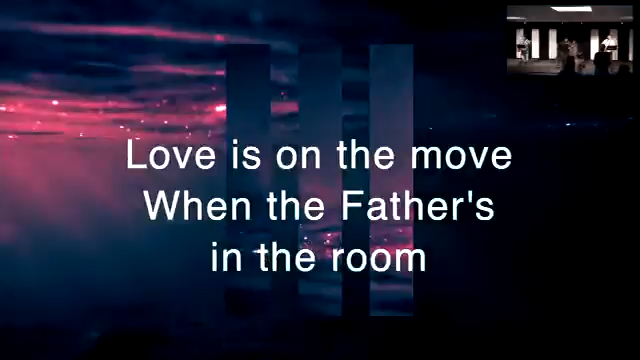 Love is on the move
When the Father's
in the room